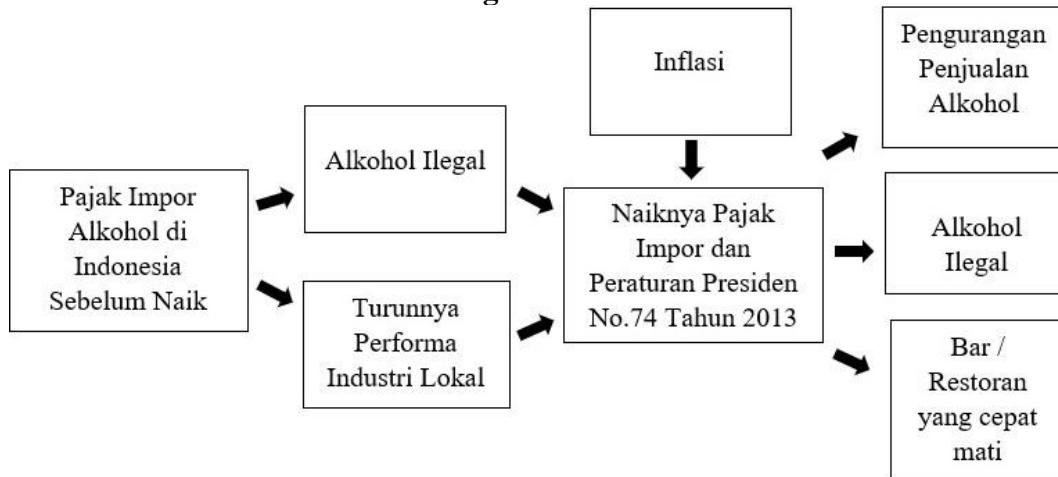 Pajak Impor
Alkohol di
Indonesia
Sebelum Naik
Alkohol Ilegal
Turunnya
Performa
Industri Lokal
Inflasi
Naiknya Pajak
Impor dan
Peraturan Presiden
No.74 Tahun 2013
Pengurangan
Penjualan
Alkohol
Alkohol
Ilegal
Bar /
Restoran
yang cepat
mati